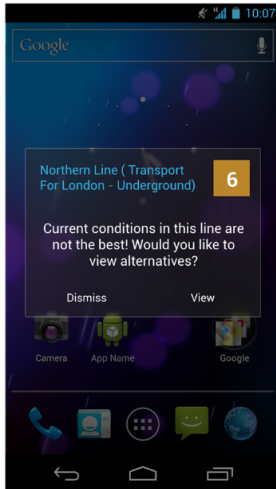 10:07
Google
Northern Line ( Transport
For London - Underground)
6
Current conditions in this line are
not the best! Would you like to
view alternatives?
Dismiss View
Camera App Name Google